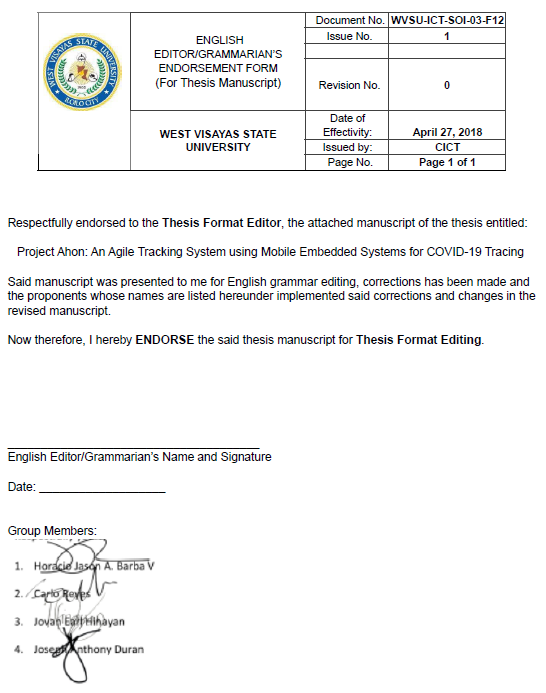 WEST VISAYAS STATE UNIVERSITY
ILOILO CITY
ENGLISH
EDITOR/GRAMMARIAN'S
ENDORSEMENT FORM
(For Thesis Manuscript)
WEST VISAYAS STATE
UNIVERSITY
Document No. WVSU-ICT-SOI-03-F12
Issue No. 1
Revision No. 0
Date of
Effectivity: April 27, 2018
Issued by: CICT
Page No. Page 1 of 1
Respectfully endorsed to the Thesis Format Editor, the attached manuscript of the thesis entitled:
Project Ahon: An Agile Tracking System using Mobile Embedded Systems for COVID-19 Tracing
Said manuscript was presented to me for English grammar editing, corrections has been made and
the proponents whose names are listed hereunder implemented said corrections and changes in the
revised manuscript.
Now therefore, I hereby ENDORSE the said thesis manuscript for Thesis Format Editing.
English Editor/Grammarian's Name and Signature
Date:
Group Members:
1. Horacio Jason A. Barba V
2. Carlo Reyes
3. Jovan Earl Hinayan
4. Joseph Anthony Duran